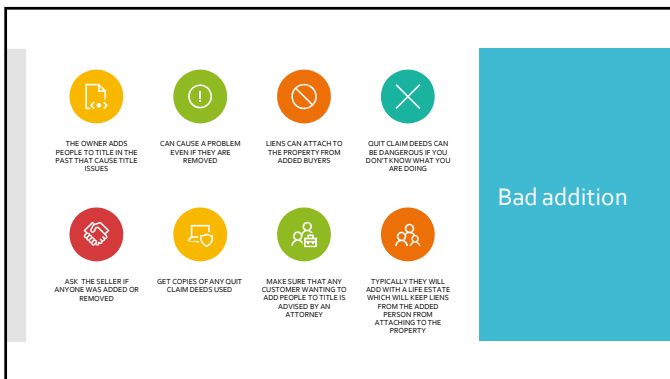 THE OWNER ADDS
PEOPLE TO TITLE IN THE
PAST THAT CAUSE TITLE
ISSUES
CAN CAUSE A PROBLEM
EVEN IF THEY ARE
REMOVED
LIENS CAN ATTACH TO
THE PROPERTY FROM
ADDED BUYERS
QUIT CLAIM DEEDS CAN
BE DANGEROUS IF YOU
DON'T KNOW WHAT YOU
ARE DOING
ASK THE SELLER IF
ANYONE WAS ADDED OR
REMOVED
GET COPIES OF ANY QUIT
CLAIM DEEDS USED
MAKE SURE THAT ANY
CUSTOMER WANTING TO
ADD PEOPLE TO TITLE IS
ADVISED BY AN
ATTORNEY
TYPICALLY THEY WILL
ADD WITH A LIFE ESTATE
WHICH WILL KEEP LIENS
FROM THE ADDED
PERSON FROM
ATTACHING TO THE
PROPERTY
Bad addition